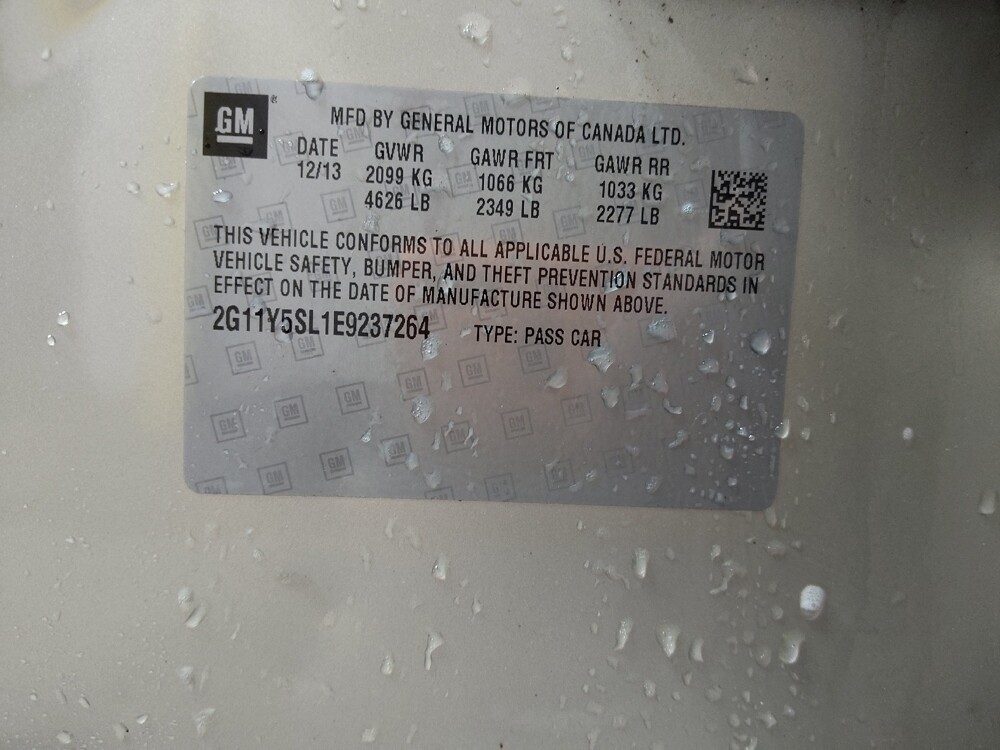 GM
MFD BY GENERAL MOTORS OF CANADA LTD.
DATE GVWR GAWR FRT GAWR RR
12/13 2099 KG 1066 KG 1033 KG
4626 LB 2349 LB 2277 LB
THIS VEHICLE CONFORMS TO ALL APPLICABLE U.S. FEDERAL MOTOR
VEHICLE SAFETY, BUMPER, AND THEFT PREVENTION STANDARDS IN
EFFECT ON THE DATE OF MANUFACTURE SHOWN ABOVE.
2G11Y5SL1E9237264 TYPE: PASS CAR